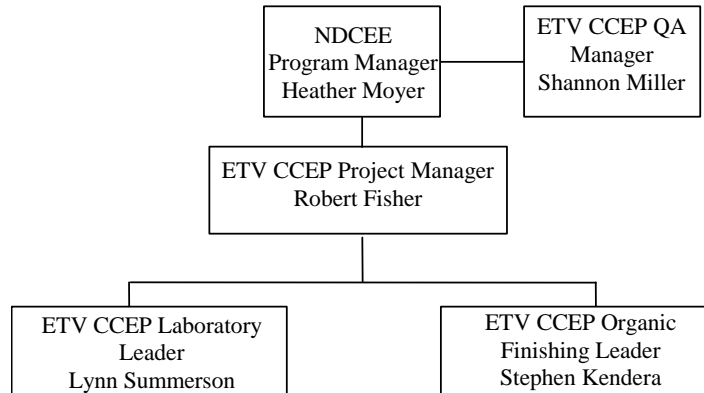 NDCEE
Program Manager
Heather Moyer
ETV CCEP QA
Manager
Shannon Miller
ETV CCEP Project Manager
Robert Fisher
ETV CCEP Laboratory
Leader
Lynn Summerson
ETV CCEP Organic
Finishing Leader
Stephen Kendera